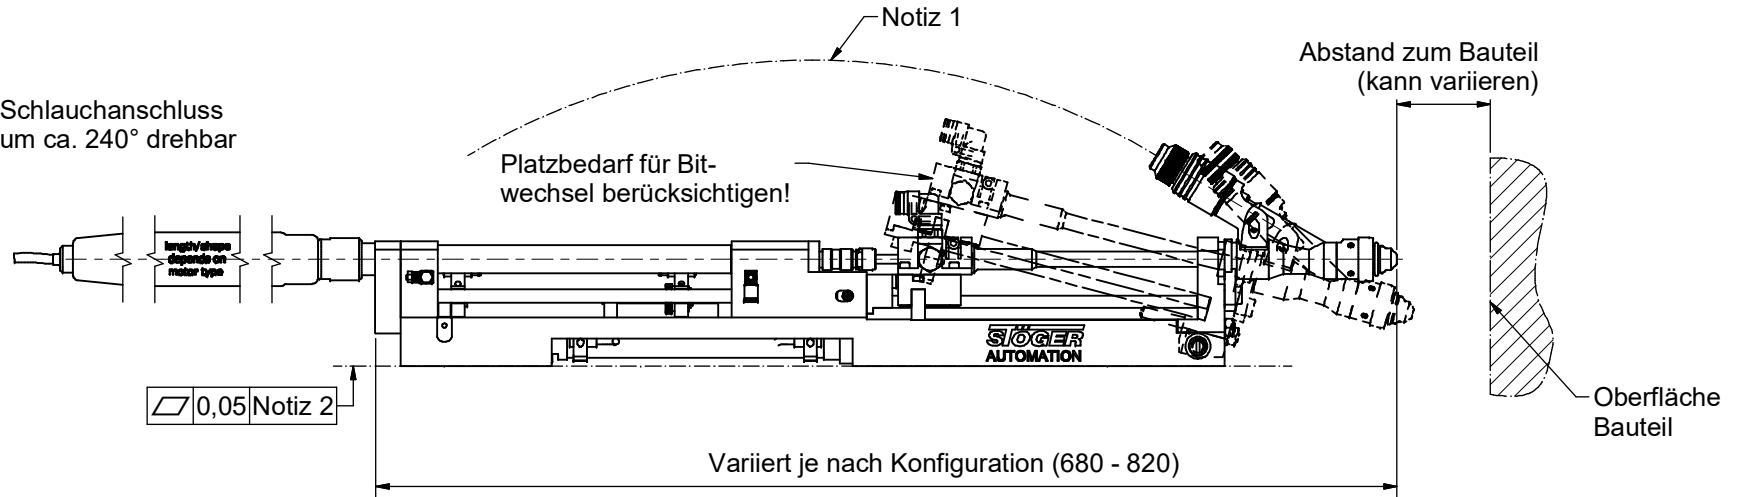 Notiz 1
Abstand zum Bauteil
(kann variieren)
Schlauchanschluss
um ca. 240° drehbar
Platzbedarf für Bit-
wechsel berücksichtigen!
length/shape
depends on
motor type
STÖGER
AUTOMATION
0,05 Notiz 2
Oberfläche
Bauteil
Variiert je nach Konfiguration (680 - 820)